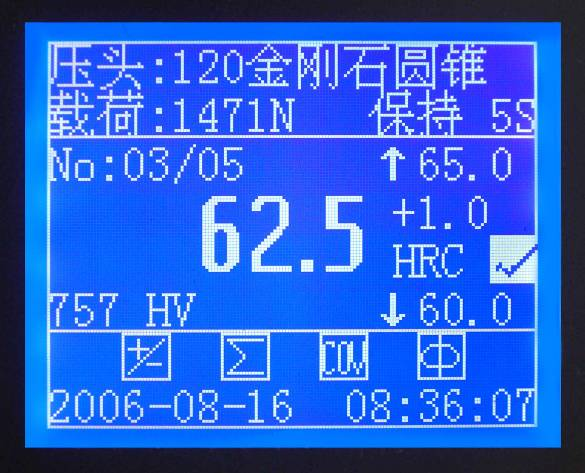 压头:120金刚石圆锥
载荷:1471N 保持 5S
No:03/05 ↑65.0
62.5 +1.0
HRC
757 HV ↓60.0
+/- Σ COV Φ
2006-08-16 08:36:07